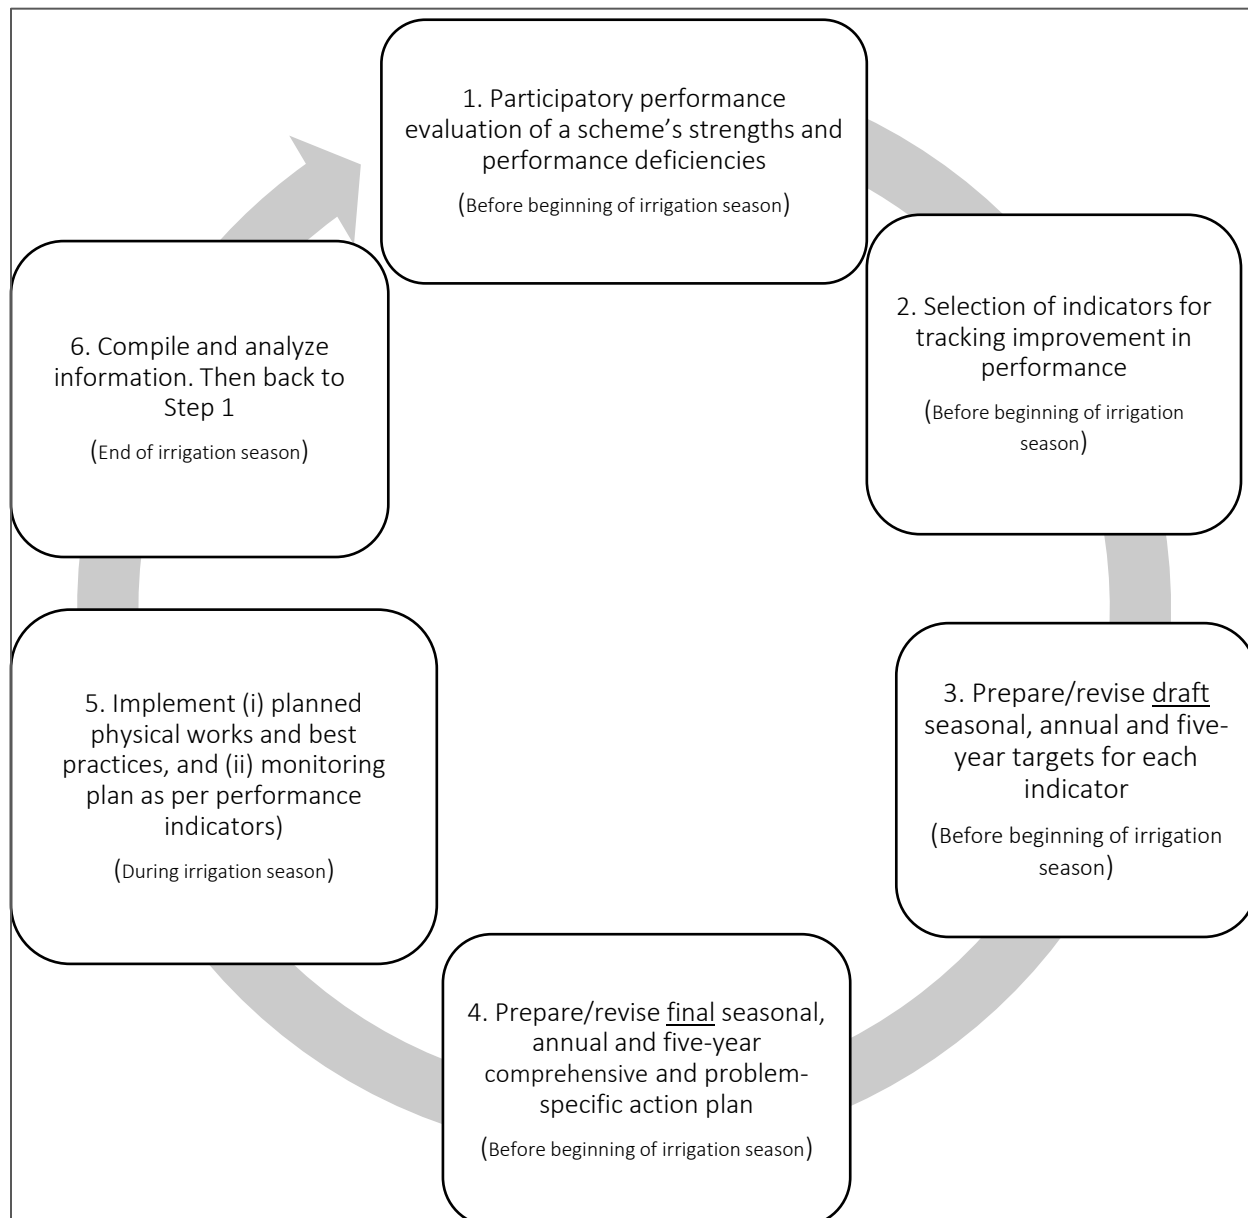 1. Participatory performance
evaluation of a scheme’s strengths and
performance deficiencies
(Before beginning of irrigation season)
2. Selection of indicators for
tracking improvement in
performance
(Before beginning of irrigation
season)
3. Prepare/revise draft
seasonal, annual and five-
year targets for each
indicator
(Before beginning of irrigation
season)
4. Prepare/revise final seasonal,
annual and five-year
comprehensive and problem-
specific action plan
(Before beginning of irrigation season)
5. Implement (i) planned
physical works and best
practices, and (ii) monitoring
plan as per performance
indicators)
(During irrigation season)
6. Compile and analyze
information. Then back to
Step 1
(End of irrigation season)